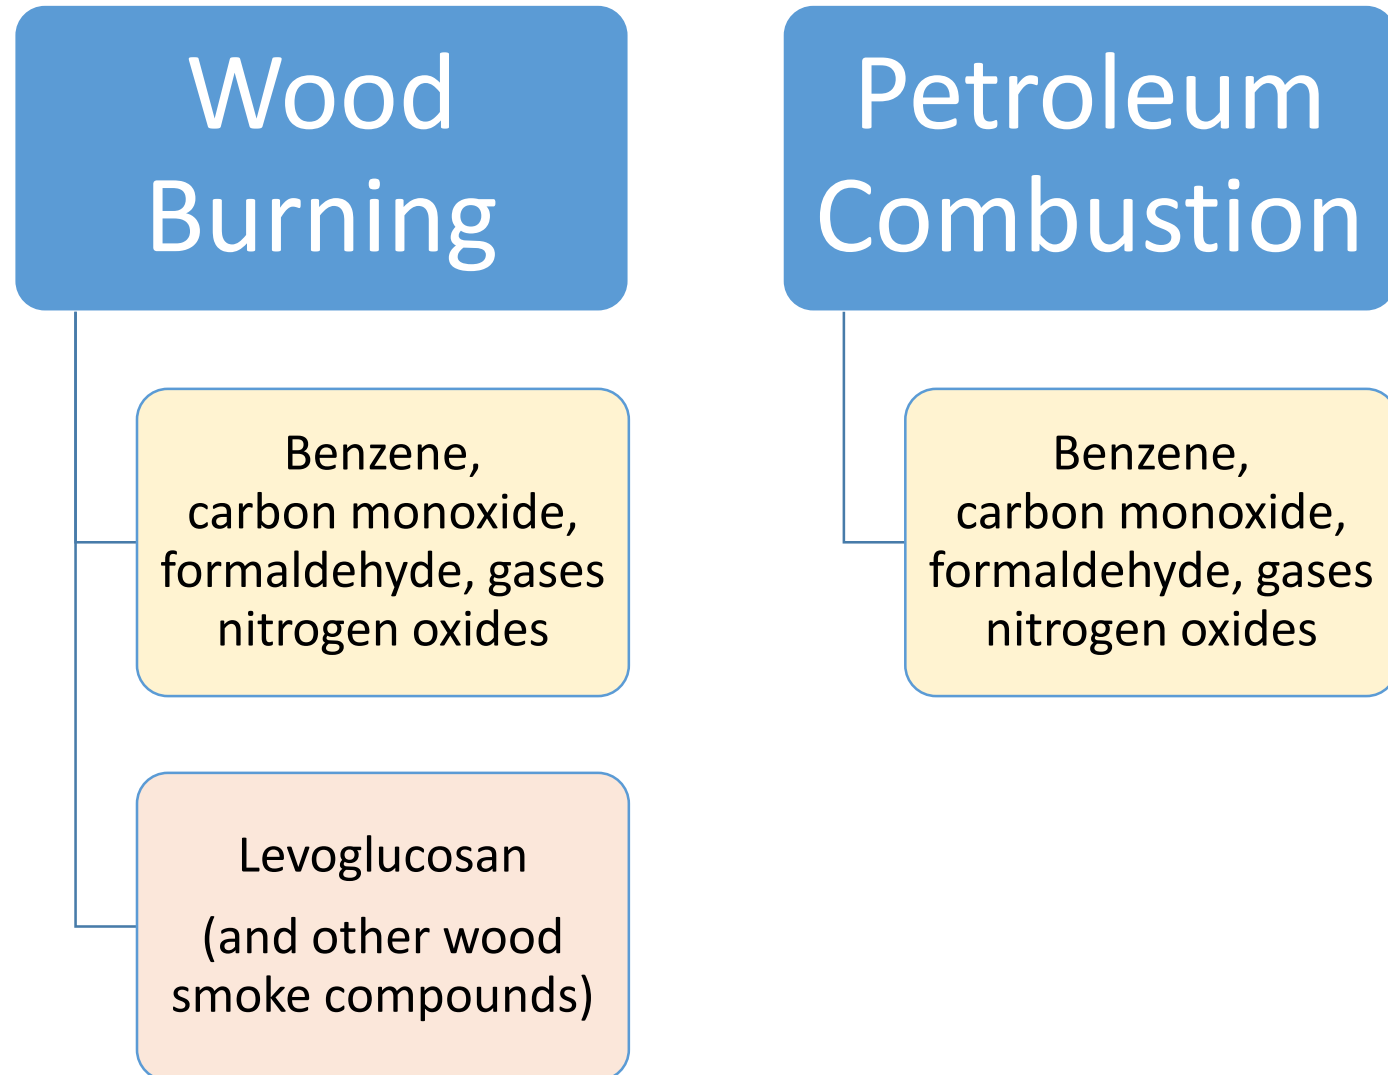 Wood
Burning
Benzene,
carbon monoxide,
formaldehyde, gases
nitrogen oxides
Levoglucosan
(and other wood
smoke compounds)
Petroleum
Combustion
Benzene,
carbon monoxide,
formaldehyde, gases
nitrogen oxides